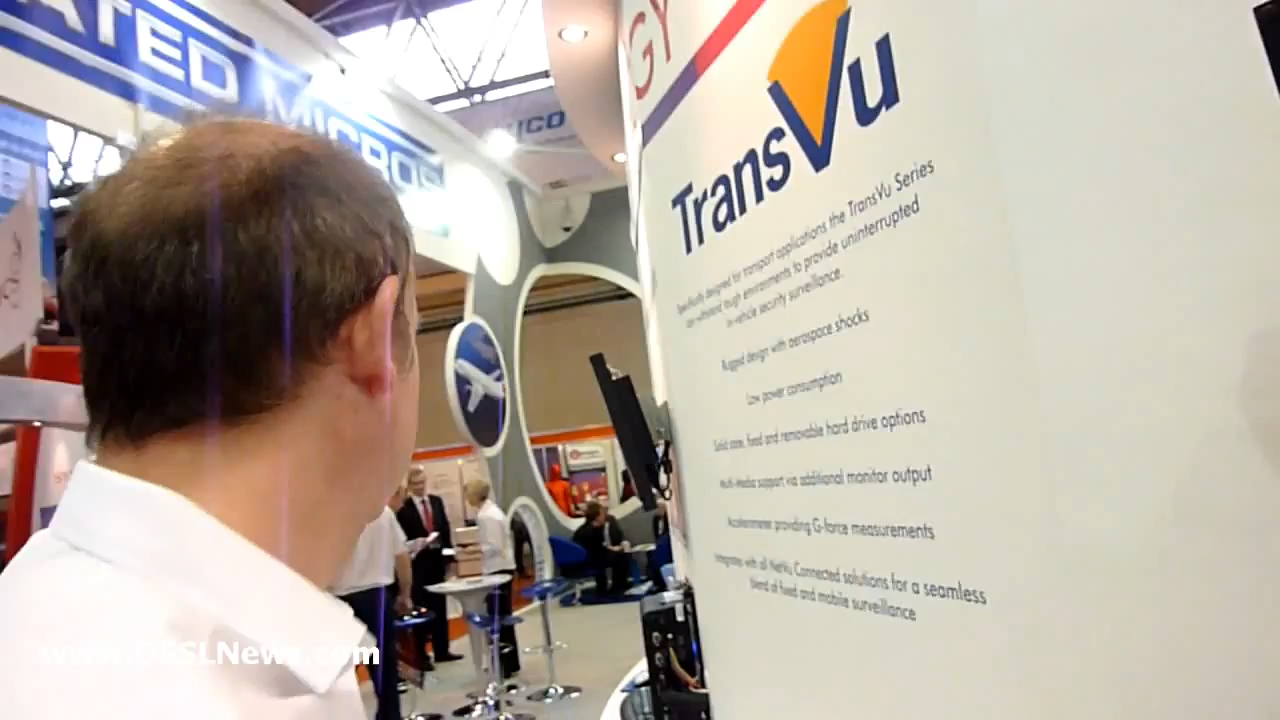 ATED MICROS
ICO
GY
TransVu
Specifically designed for transport applications the TransVu Series
can withstand tough environments to provide uninterrupted
in-vehicle security surveillance.
Rugged design with aerospace shocks
Low power consumption
Solid state, fixed and removable hard drive options
Multi-Media support via additional monitor output
Accelerometer providing G-force measurements
Integrates with all NetVu Connected solutions for a seamless
blend of fixed and mobile surveillance
www.DESLNews.com